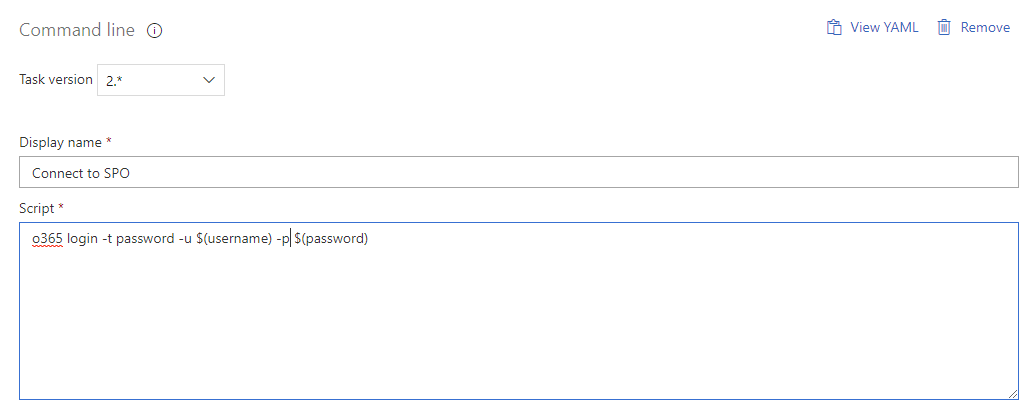 Command line
View YAML
Remove
Task version 2.*
Display name *
Connect to SPO
Script *
o365 login -t password -u $(username) -p $(password)